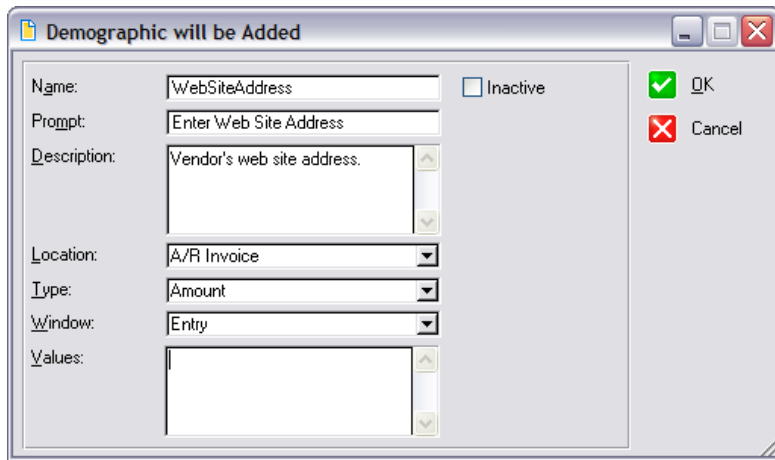 Demographic will be Added
Name: WebSiteAddress Inactive OK
Prompt: Enter Web Site Address Cancel
Description: Vendor's web site address.
Location: A/R Invoice
Type: Amount
Window: Entry
Values: